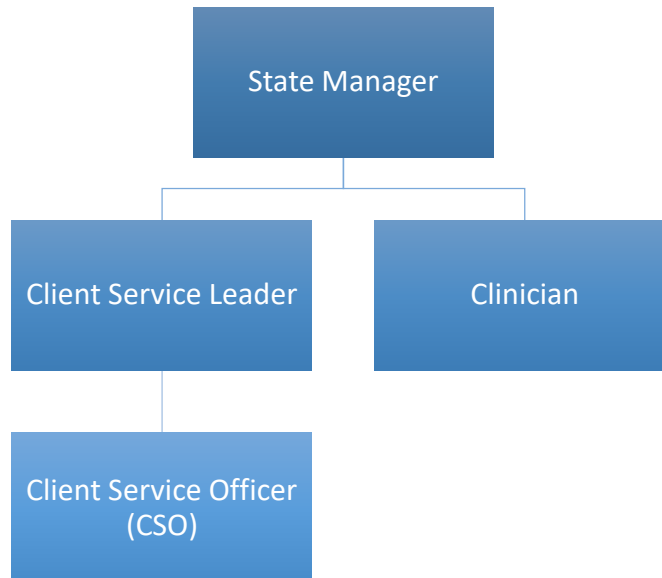 State Manager
Client Service Leader
Clinician
Client Service Officer
(CSO)